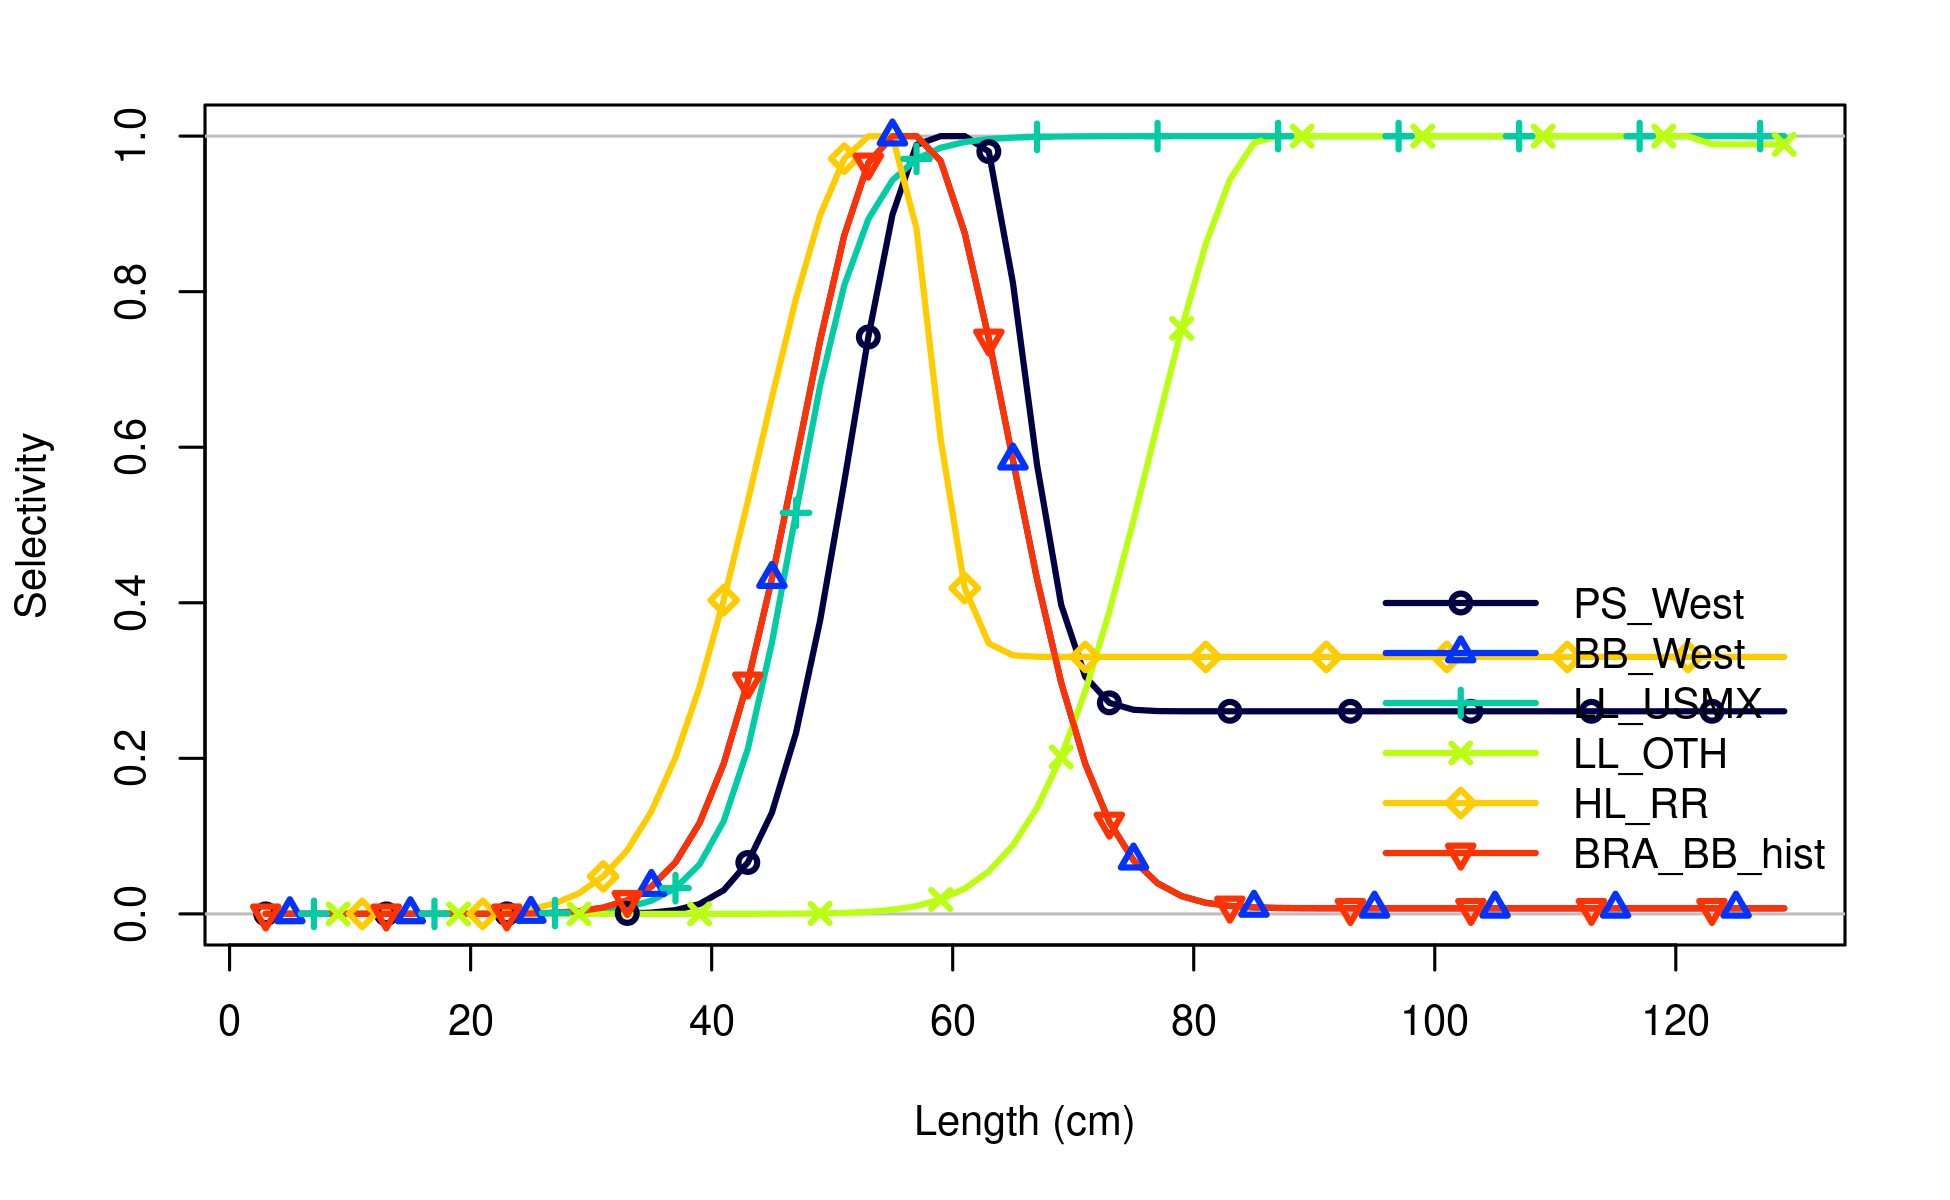 Selectivity
1.0
0.8
0.6
0.4
0.2
0.0
PS_West
BB_West
LL_USMX
LL_OTH
HL_RR
BRA_BB_hist
0 20 40 60 80 100 120
Length (cm)